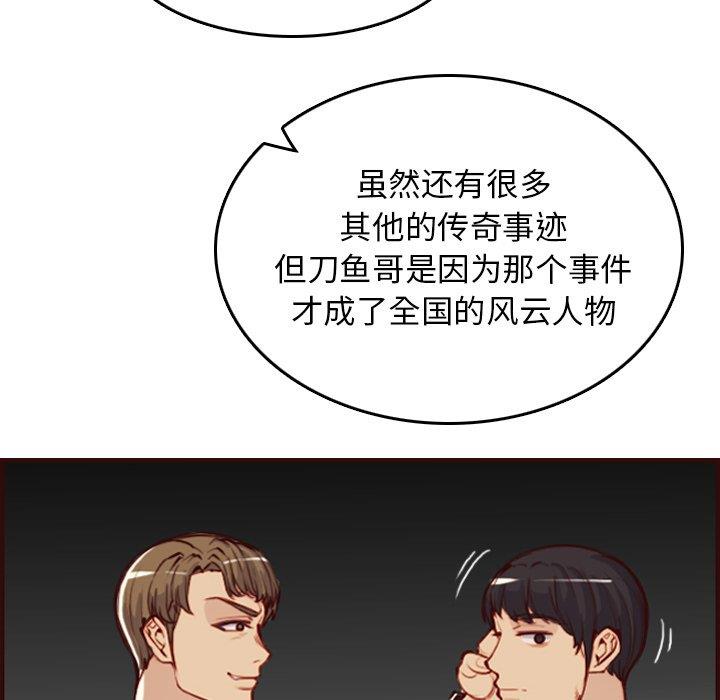 虽然还有很多
其他的传奇事迹
但刀鱼哥是因为那个事件
才成了全国的风云人物